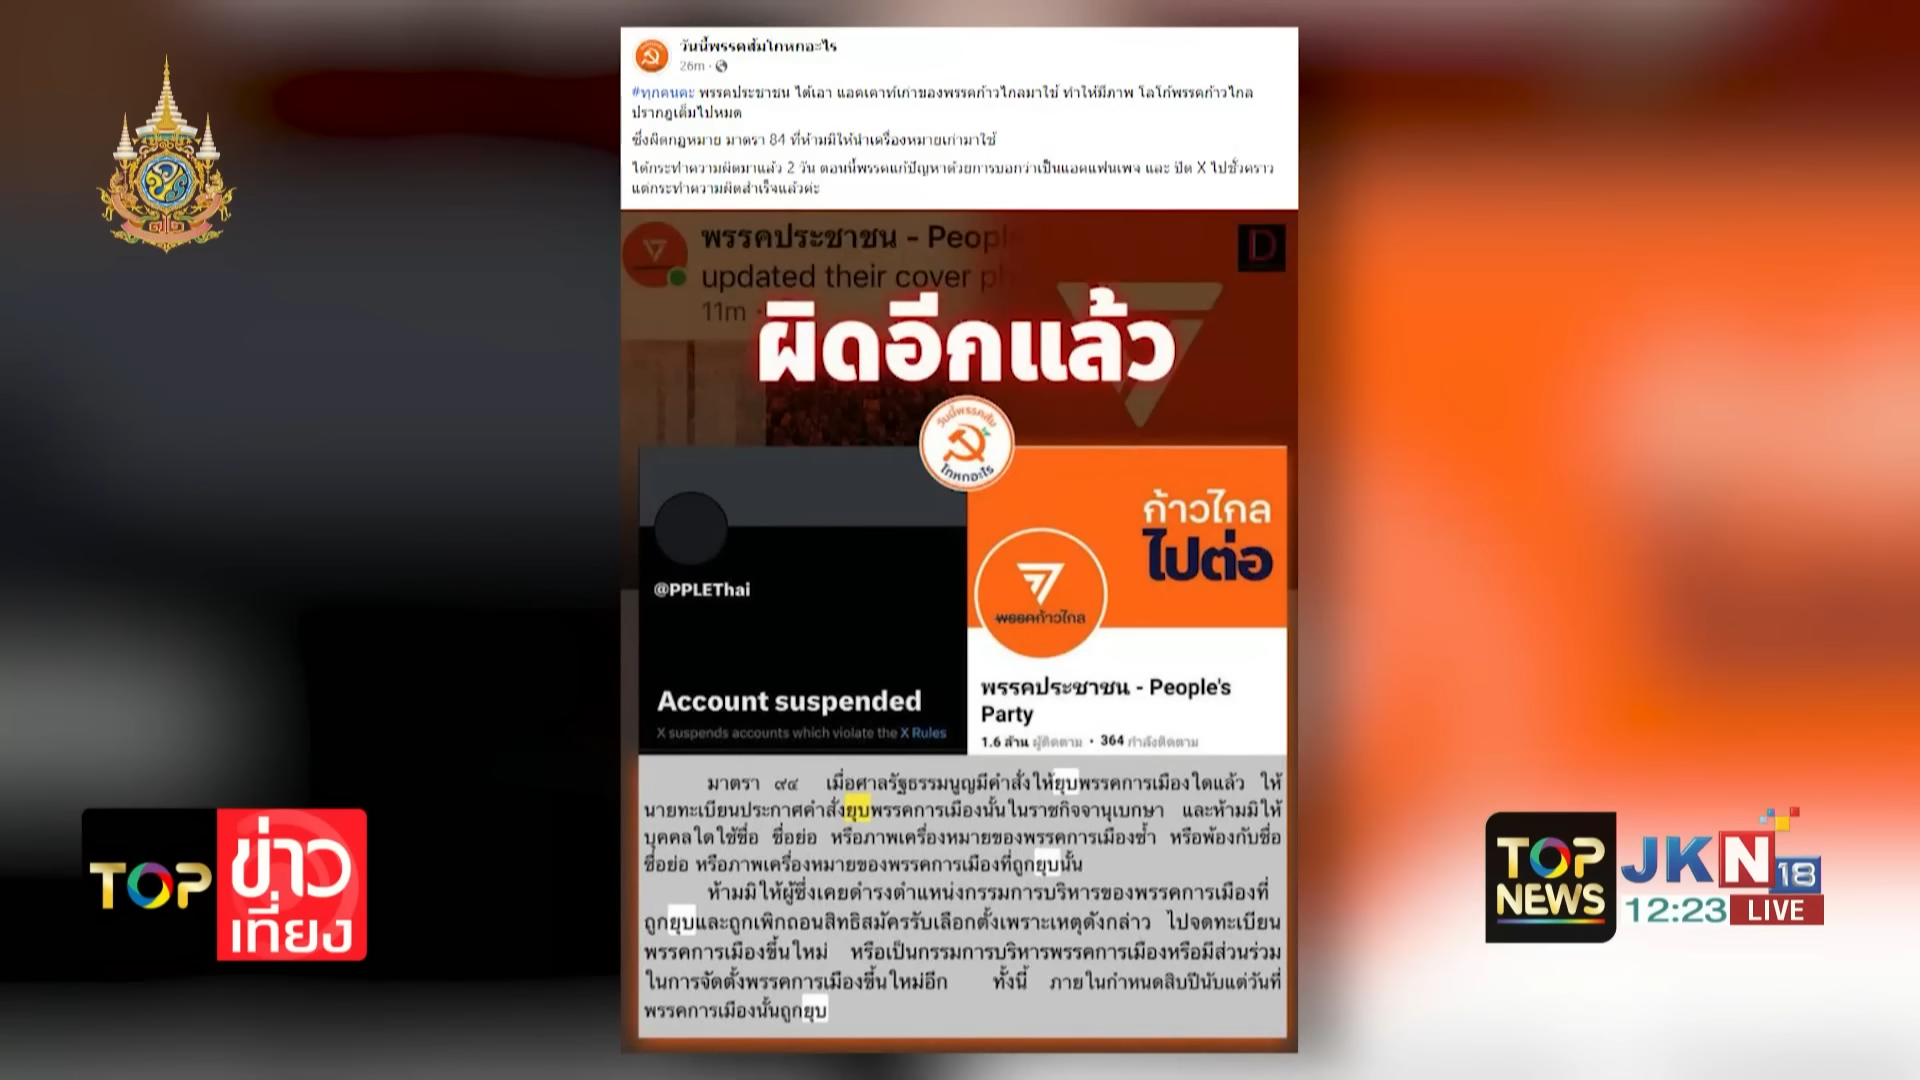 วันนี้พรรคส้มโกหกอะไร
26m
#ทุกคนคะ พรรคประชาชน ได้เอา แอคเคาท์เก่าของพรรคก้าวไกลมาใช้ ทำให้มีภาพ โลโก้พรรคก้าวไกล
ปรากฏเต็มไปหมด
ซึ่งผิดกฎหมาย มาตรา 84 ที่ห้ามมิให้นำเครื่องหมายเก่ามาใช้
ได้กระทำความผิดมาแล้ว 2 วัน ตอนนี้พรรคแก้ปัญหาด้วยการบอกว่าเป็นแอคแฟนเพจ และ ปิด X ไปชั่วคราว
แต่กระทำความผิดสำเร็จแล้วค่ะ
พรรคประชาชน - Peopl
updated their cover ph
11m
D
ผิดอีกแล้ว
วันนี้พรรคส้ม
โกหกอะไร
@PPLEThai
Account suspended
X suspends accounts which violate the X Rules
ก้าวไกล
ไปต่อ
พรรคก้าวไกล
พรรคประชาชน - People's
Party
1.6 ล้าน ผู้ติดตาม • 364 กำลังติดตาม
มาตรา ๙๔ เมื่อศาลรัฐธรรมนูญมีคำสั่งให้ยุบพรรคการเมืองใดแล้ว ให้
นายทะเบียนประกาศคำสั่งยุบพรรคการเมืองนั้นในราชกิจจานุเบกษา และห้ามมิให้
บุคคลใดใช้ชื่อ ชื่อย่อ หรือภาพเครื่องหมายของพรรคการเมืองซ้ำ หรือพ้องกับชื่อ
ชื่อย่อ หรือภาพเครื่องหมายของพรรคการเมืองที่ถูกยุบนั้น
ห้ามมิให้ผู้ซึ่งเคยดำรงตำแหน่งกรรมการบริหารของพรรคการเมืองที่
ถูกยุบและถูกเพิกถอนสิทธิสมัครรับเลือกตั้งเพราะเหตุดังกล่าว ไปจดทะเบียน
พรรคการเมืองขึ้นใหม่ หรือเป็นกรรมการบริหารพรรคการเมืองหรือมีส่วนร่วม
ในการจัดตั้งพรรคการเมืองขึ้นใหม่อีก ทั้งนี้ ภายในกำหนดสิบปีนับแต่วันที่
พรรคการเมืองนั้นถูกยุบ
TOP ข่าว
เที่ยง
TOP
NEWS
JKN18
12:23 LIVE